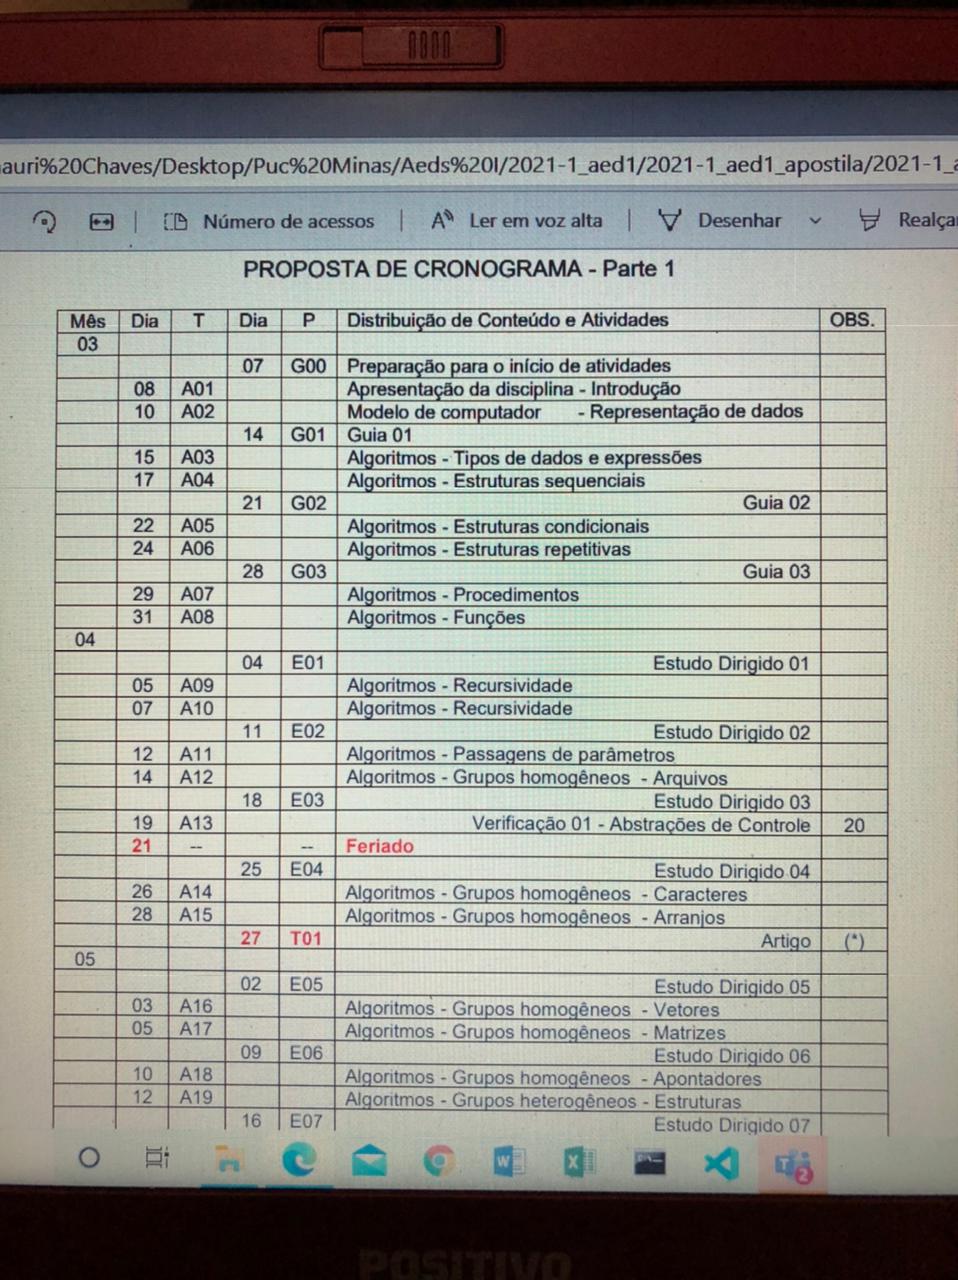 auri%20Chaves/Desktop/Puc%20Minas/Aeds%20I/2021-1_aed1/2021-1_aed1_apostila/2021-1_a
Número de acessos | A Ler em voz alta | Desenhar Realça
PROPOSTA DE CRONOGRAMA - Parte 1
Mês Dia T Dia P Distribuição de Conteúdo e Atividades OBS.
03
07 G00 Preparação para o início de atividades
08 A01 Apresentação da disciplina - Introdução
10 A02 Modelo de computador - Representação de dados
14 G01 Guia 01
15 A03 Algoritmos - Tipos de dados e expressões
17 A04 Algoritmos - Estruturas sequenciais
21 G02 Guia 02
22 A05 Algoritmos - Estruturas condicionais
24 A06 Algoritmos - Estruturas repetitivas
28 G03 Guia 03
29 A07 Algoritmos - Procedimentos
31 A08 Algoritmos - Funções
04
04 E01 Estudo Dirigido 01
05 A09 Algoritmos - Recursividade
07 A10 Algoritmos - Recursividade
11 E02 Estudo Dirigido 02
12 A11 Algoritmos - Passagens de parâmetros
14 A12 Algoritmos - Grupos homogêneos - Arquivos
18 E03 Estudo Dirigido 03
19 A13 Verificação 01 - Abstrações de Controle 20
21 -- -- Feriado
25 E04 Estudo Dirigido 04
26 A14 Algoritmos - Grupos homogêneos - Caracteres
28 A15 Algoritmos - Grupos homogêneos - Arranjos
27 T01 Artigo (*)
05
02 E05 Estudo Dirigido 05
03 A16 Algoritmos - Grupos homogêneos - Vetores
05 A17 Algoritmos - Grupos homogêneos - Matrizes
09 E06 Estudo Dirigido 06
10 A18 Algoritmos - Grupos homogêneos - Apontadores
12 A19 Algoritmos - Grupos heterogêneos - Estruturas
16 E07 Estudo Dirigido 07
2
POSITIVO